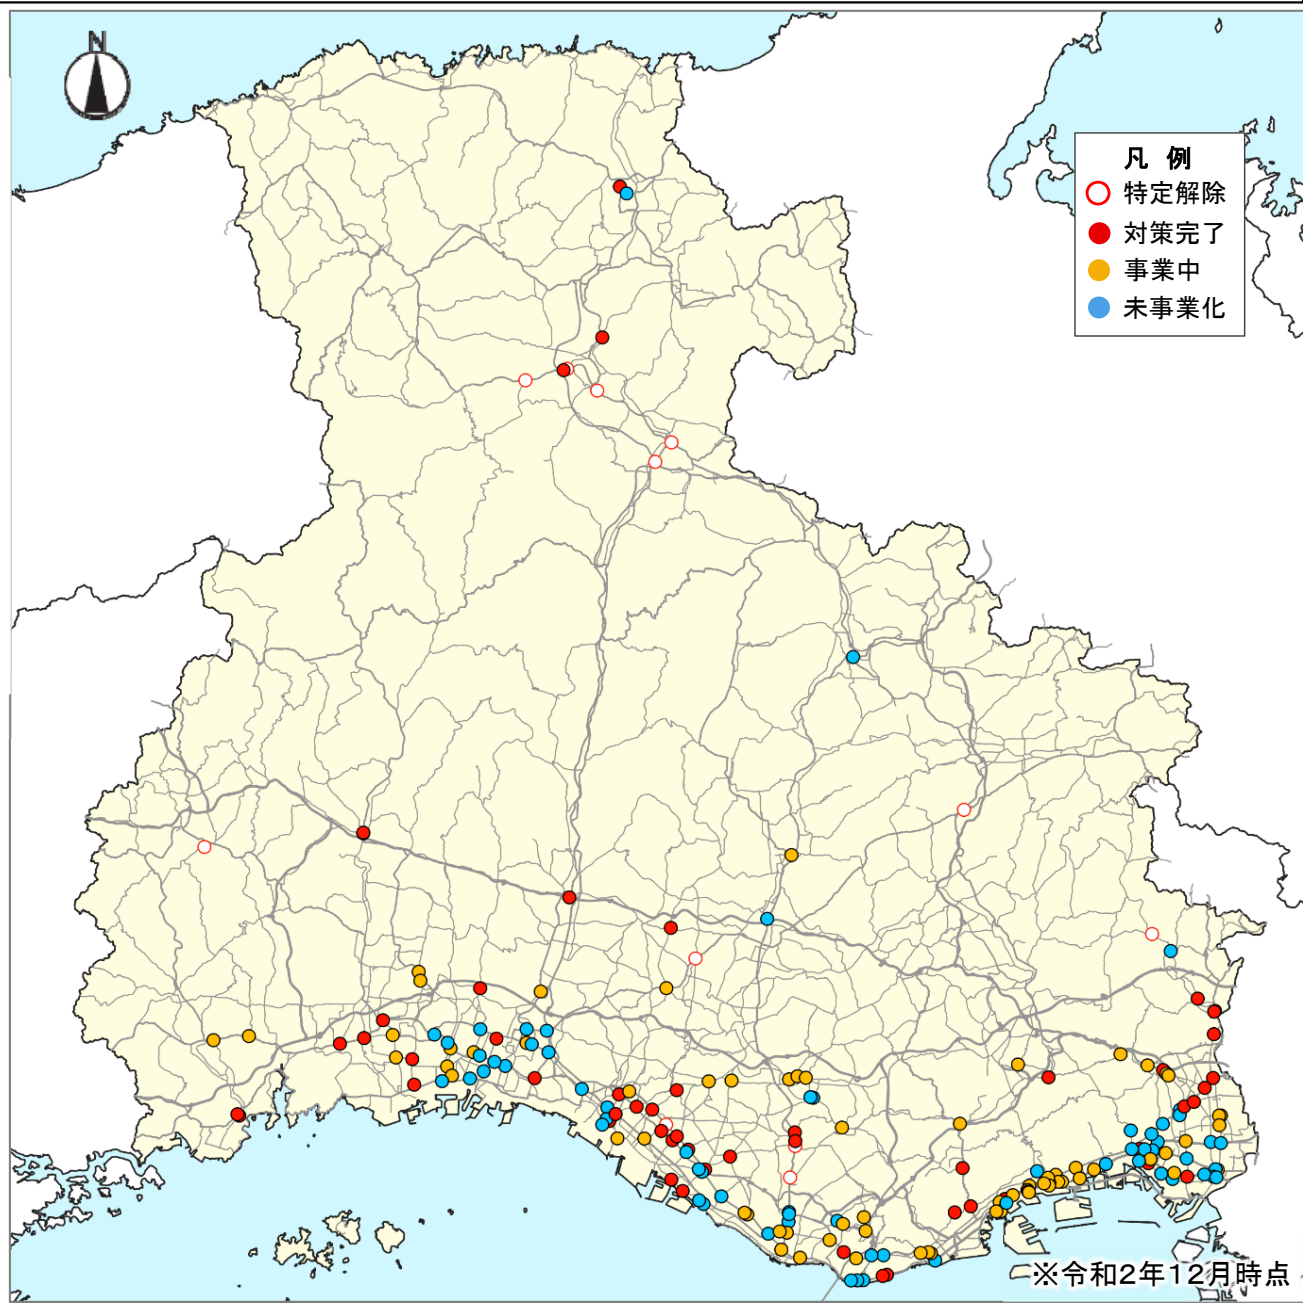 N
凡 例
特定解除
対策完了
事業中
未事業化
※令和2年12月時点